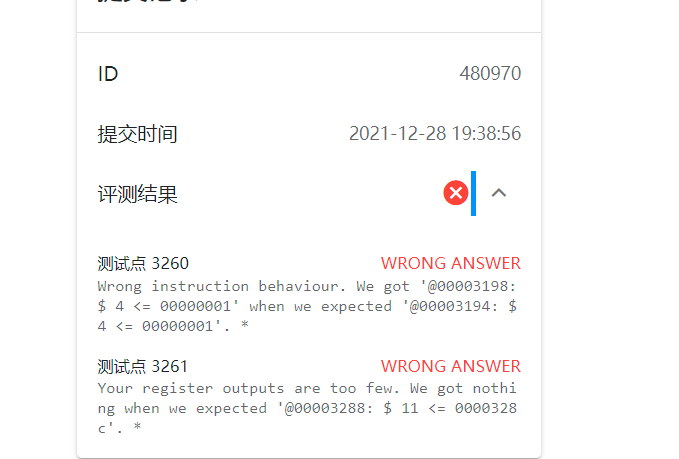 ID 480970
提交时间 2021-12-28 19:38:56
评测结果
测试点 3260 WRONG ANSWER
Wrong instruction behaviour. We got '@00003198:
$ 4 <= 00000001' when we expected '@00003194: $
4 <= 00000001'. *
测试点 3261 WRONG ANSWER
Your register outputs are too few. We got nothi
ng when we expected '@00003288: $ 11 <= 0000328
c'. *